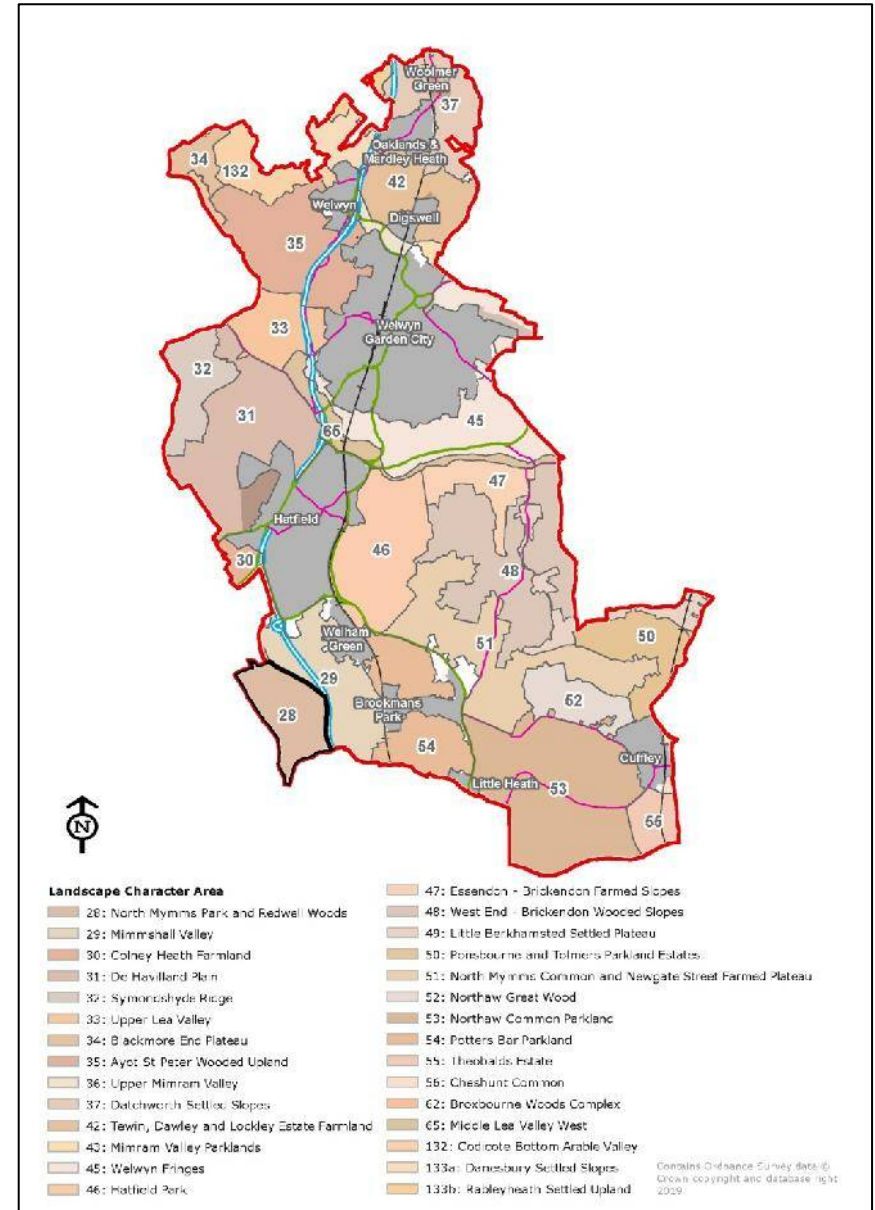 Woolmer
Green
37
Oaklands &
Mardley Heath
34
132
42
Welwyn
Digswell
35
33
Welwyn
Garden City
32
31
45
65
47
Hatfield
46
30
48
50
Welham
Green
51
29
52
28
Brookmans
Park
54
Cuffley
Little Heath
53
55
N
Landscape Character Area
28: North Mymms Park and Redwell Woods
29: Mimmshall Valley
30: Colney Heath Farmland
31: De Havilland Plain
32: Symondshyde Ridge
33: Upper Lea Valley
34: Blackmore End Plateau
35: Ayot St Peter Wooded Upland
36: Upper Mimram Valley
37: Datchworth Settled Slopes
42: Tewin, Dawley and Lockley Estate Farmland
43: Mimram Valley Parklands
45: Welwyn Fringes
46: Hatfield Park
47: Essendon - Brickendon Farmed Slopes
48: West End - Brickendon Wooded Slopes
49: Little Berkhamsted Settled Plateau
50: Ponsbourne and Tolmers Parkland Estates
51: North Mymms Common and Newgate Street Farmed Plateau
52: Northaw Great Wood
53: Northaw Common Parkland
54: Potters Bar Parkland
55: Theobalds Estate
56: Cheshunt Common
62: Broxbourne Woods Complex
65: Middle Lea Valley West
132: Codicote Bottom Arable Valley
133a: Danesbury Settled Slopes
133b: Rableyheath Settled Upland
Contains Ordnance Survey data ©
Crown copyright and database right
2019